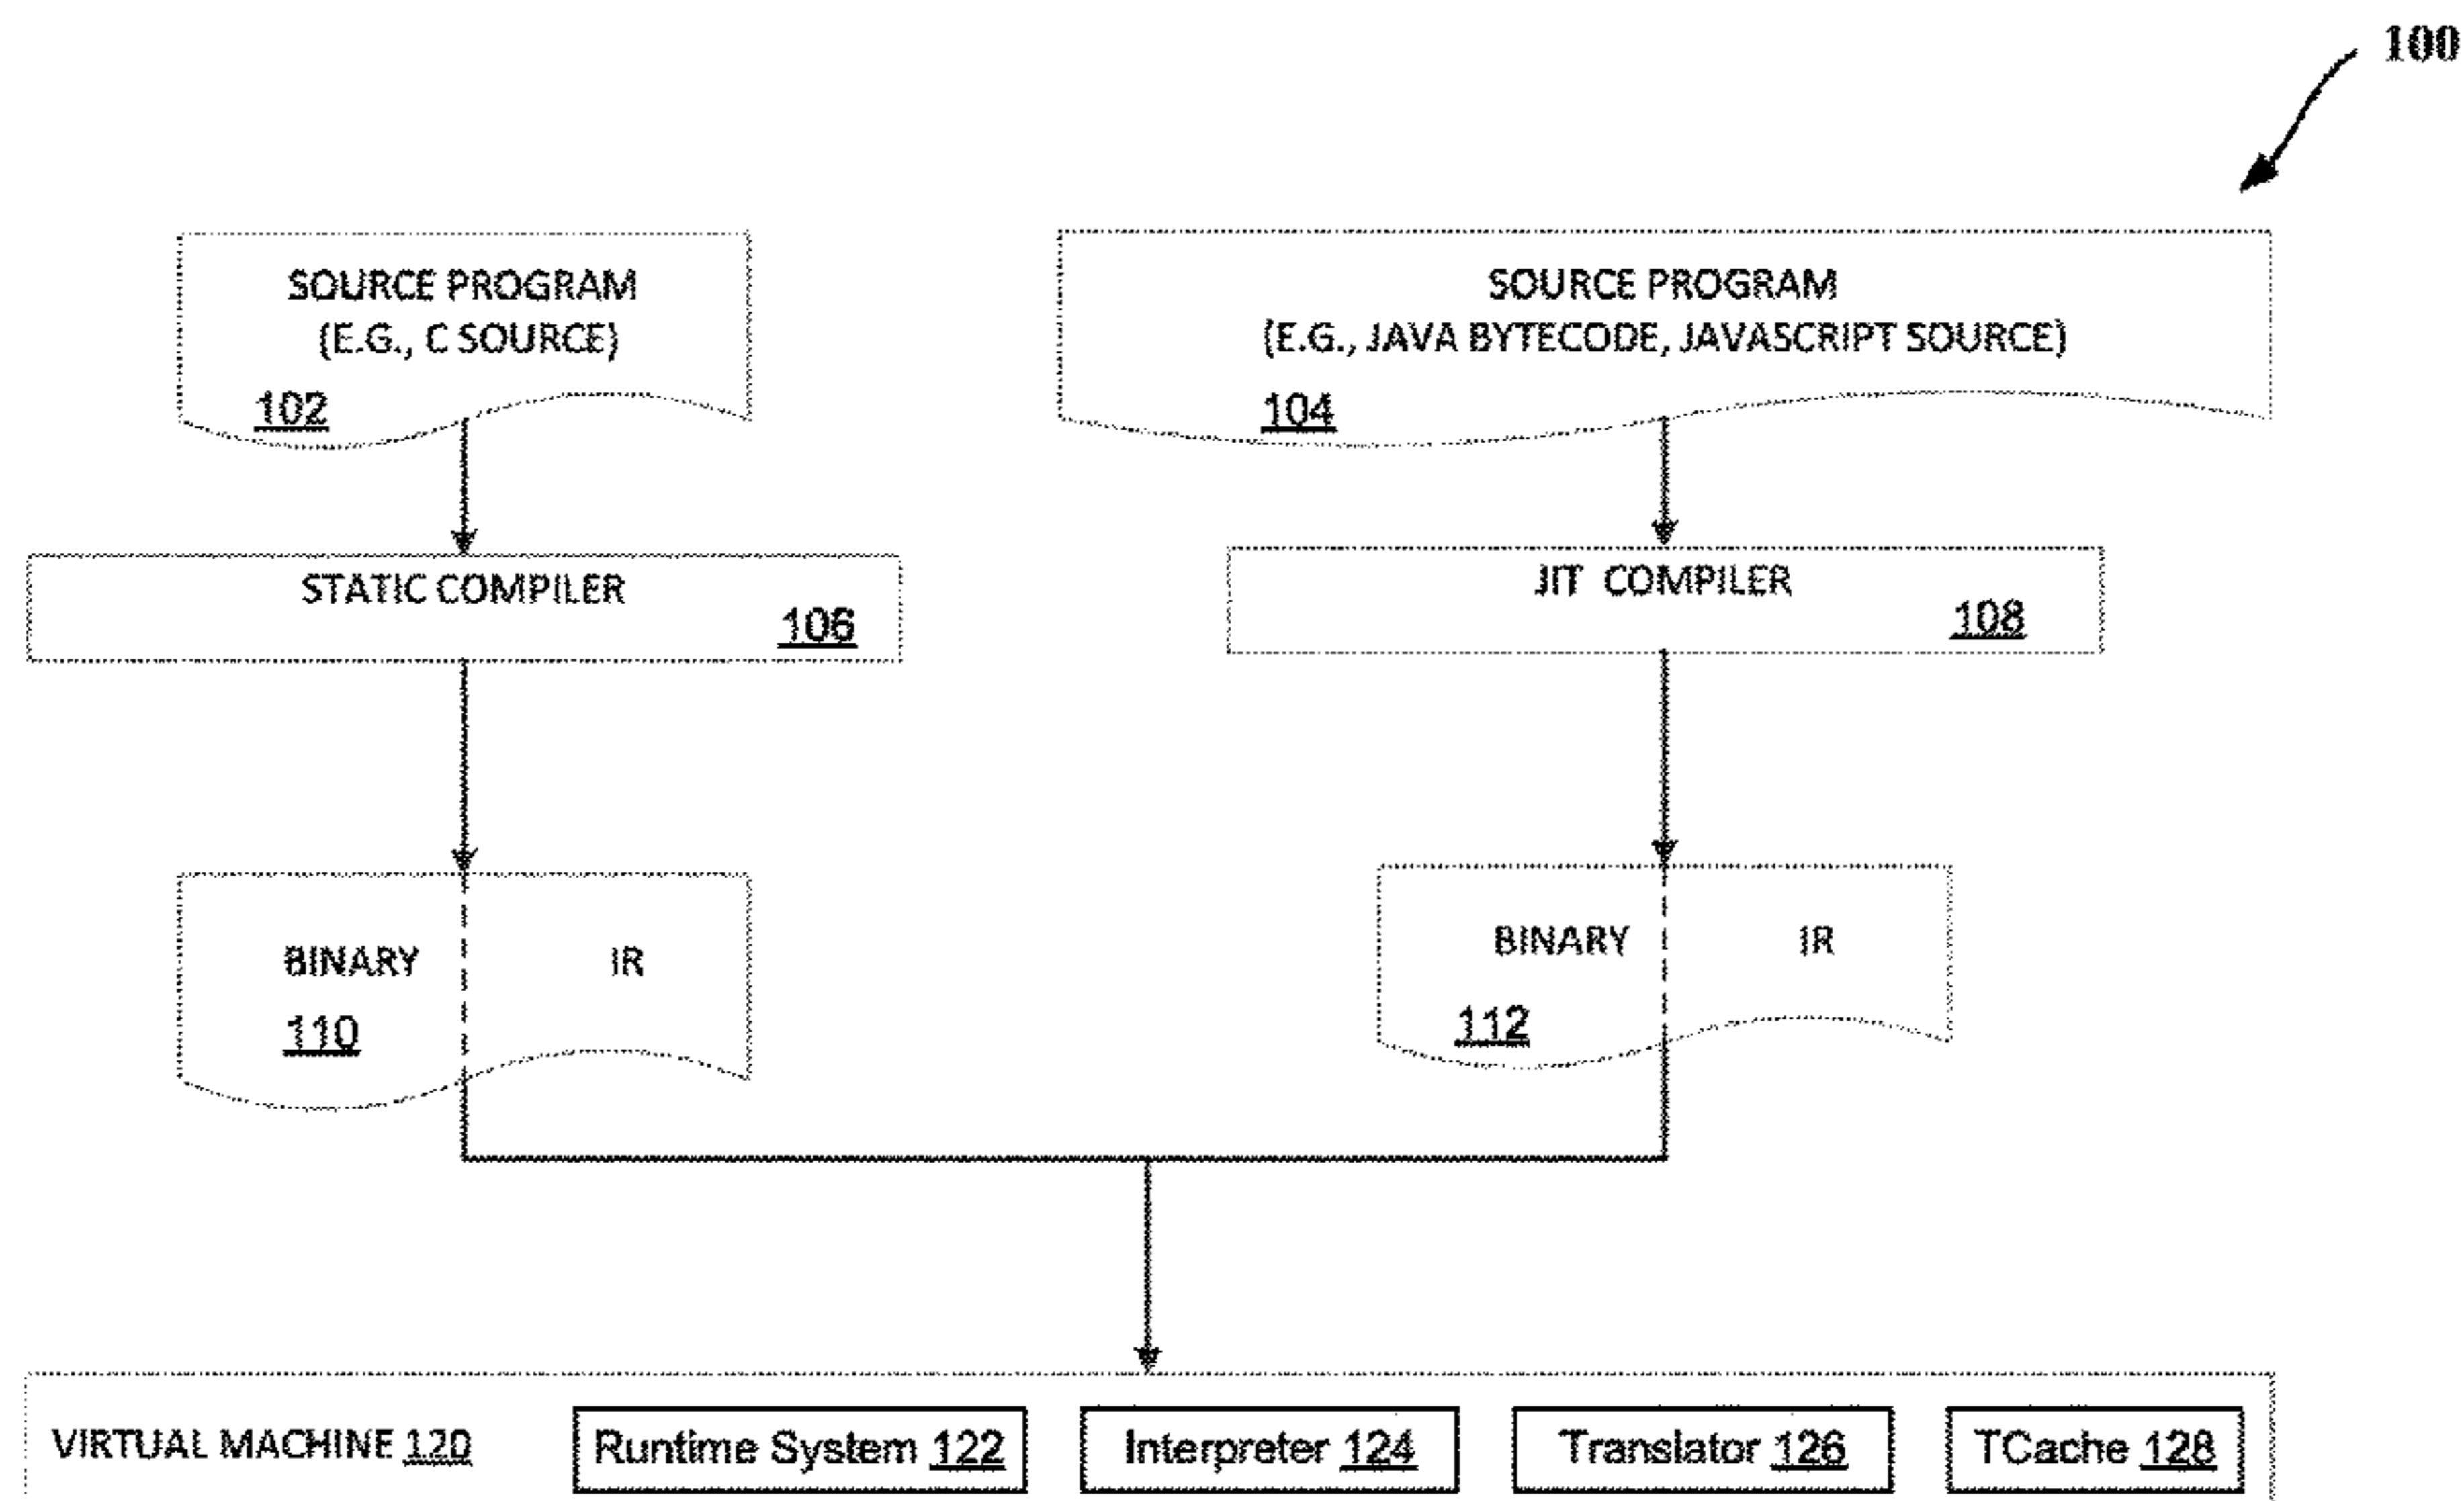 100
SOURCE PROGRAM
(E.G., C SOURCE)
102
SOURCE PROGRAM
(E.G., JAVA BYTECODE, JAVASCRIPT SOURCE)
104
STATIC COMPILER
106
JIT COMPILER
108
BINARY
IR
110
BINARY
IR
112
VIRTUAL MACHINE 120
Runtime System 122
Interpreter 124
Translator 126
TCache 128